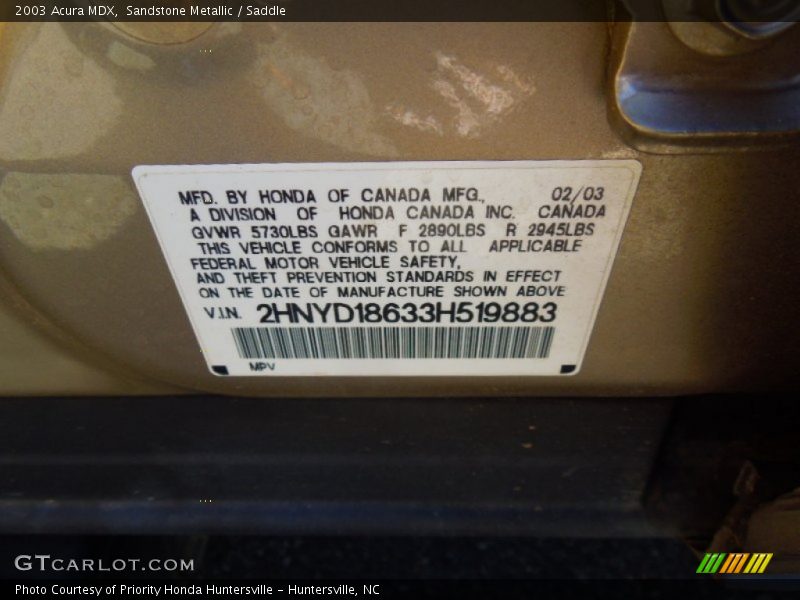 2003 Acura MDX, Sandstone Metallic / Saddle
MFD. BY HONDA OF CANADA MFG., 02/03
A DIVISION OF HONDA CANADA INC. CANADA
GVWR 5730LBS GAWR F 2890LBS R 2945LBS
THIS VEHICLE CONFORMS TO ALL APPLICABLE
FEDERAL MOTOR VEHICLE SAFETY,
AND THEFT PREVENTION STANDARDS IN EFFECT
ON THE DATE OF MANUFACTURE SHOWN ABOVE
V.I.N. 2HNYD18633H519883
MPV
GTCARLOT.COM
Photo Courtesy of Priority Honda Huntersville - Huntersville, NC